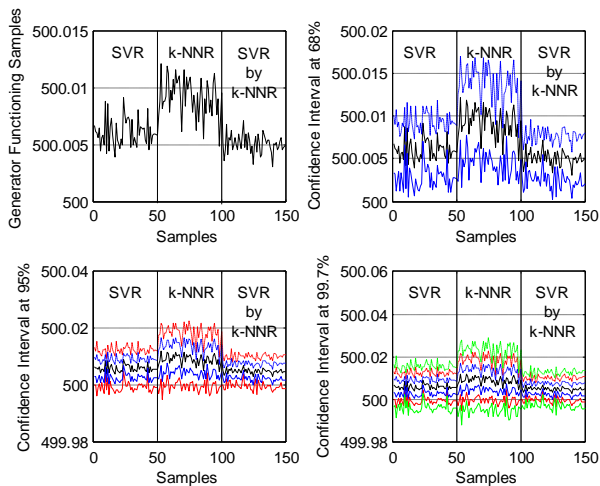 Generator Functioning Samples
500.015
500.01
500.005
500
SVR
k-NNR
SVR
by
k-NNR
0
50
100
150
Samples
Confidence Interval at 68%
500.02
500.015
500.01
500.005
500
SVR
k-NNR
SVR
by
k-NNR
0
50
100
150
Samples
Confidence Interval at 95%
500.04
500.02
500
499.98
SVR
k-NNR
SVR
by
k-NNR
0
50
100
150
Samples
Confidence Interval at 99.7%
500.06
500.04
500.02
500
499.98
SVR
k-NNR
SVR
by
k-NNR
0
50
100
150
Samples